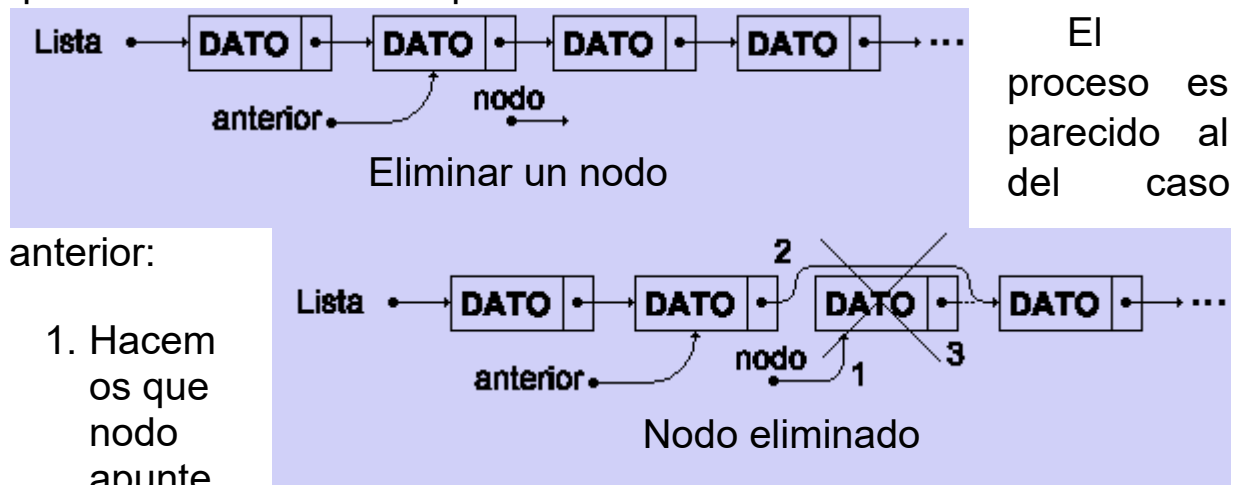 Lista DATO DATO DATO DATO ...
anterior nodo
Eliminar un nodo
El
proceso es
parecido al
del caso
anterior:
2
Lista DATO DATO DATO DATO ...
anterior nodo 1 3
Nodo eliminado
1. Hacem
os que
nodo
apunte